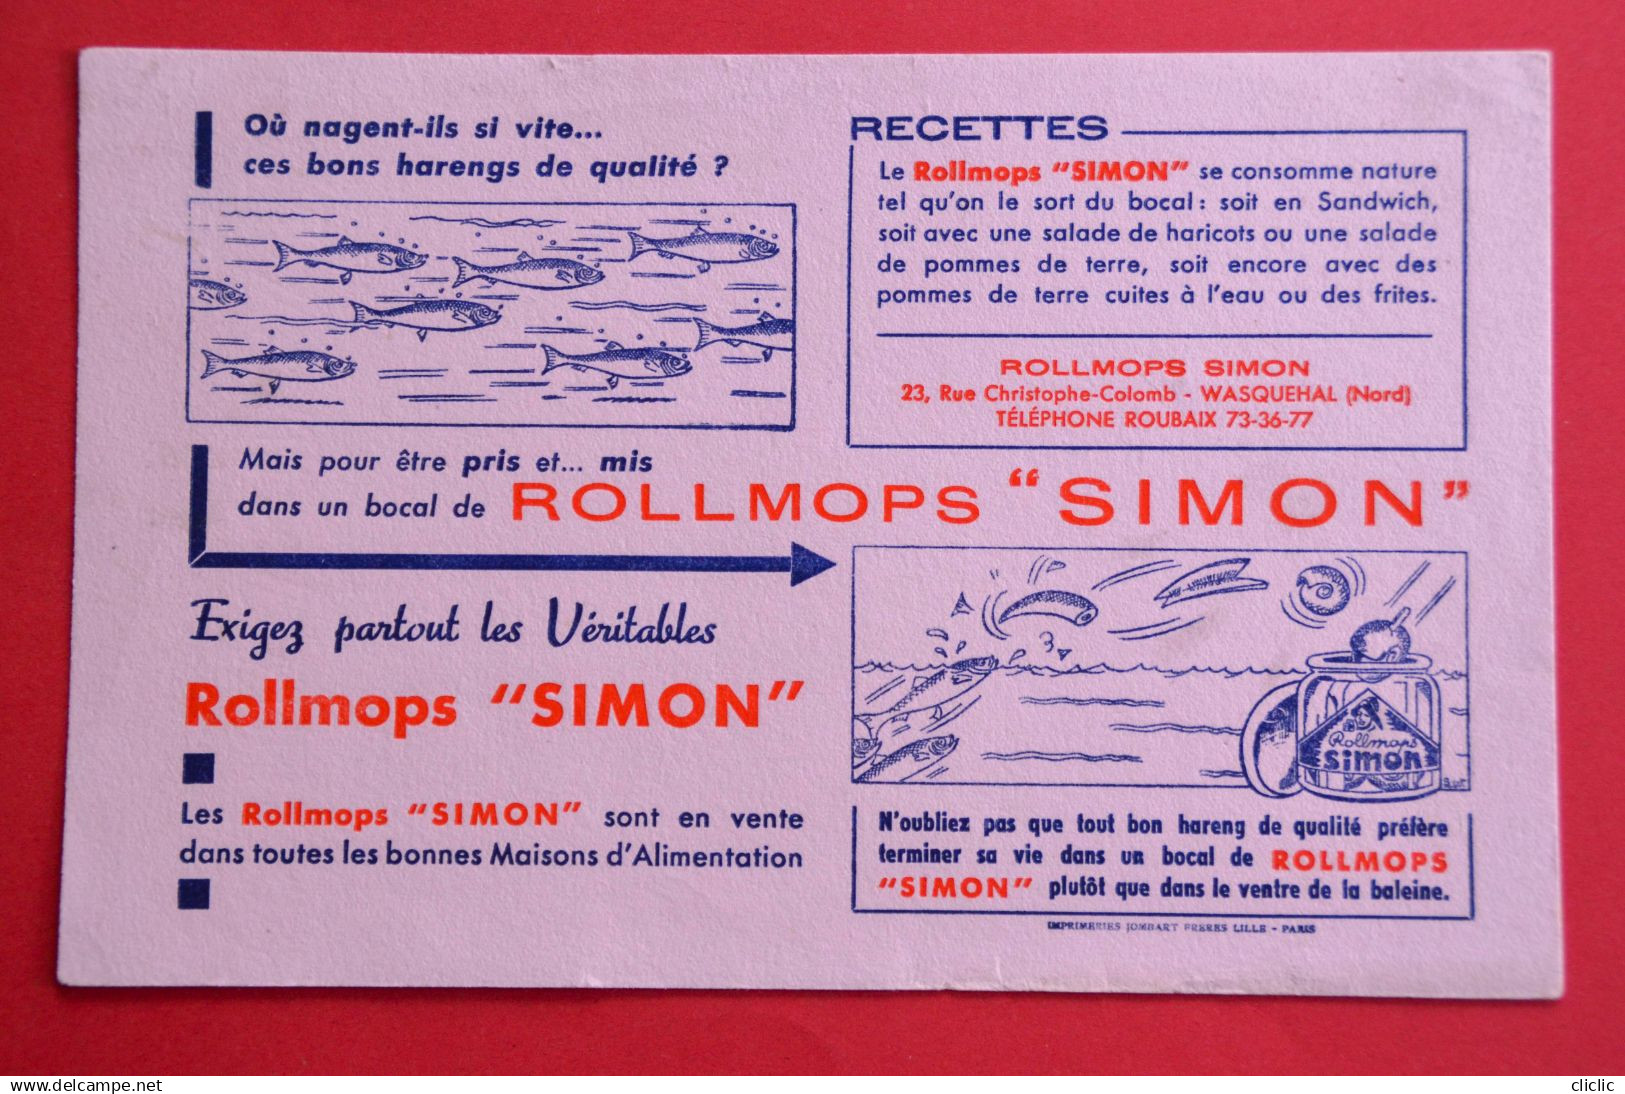 Où nagent-ils si vite...
ces bons harengs de qualité ?
RECETTES
Le Rollmops "SIMON" se consomme nature
tel qu'on le sort du bocal : soit en Sandwich,
soit avec une salade de haricots ou une salade
de pommes de terre, soit encore avec des
pommes de terre cuites à l'eau ou des frites.
ROLLMOPS SIMON
23, Rue Christophe-Colomb - WASQUEHAL (Nord)
TÉLÉPHONE ROUBAIX 73-36-77
Mais pour être pris et... mis
dans un bocal de ROLLMOPS "SIMON"
Exigez partout les Véritables
Rollmops "SIMON"
Les Rollmops "SIMON" sont en vente
dans toutes les bonnes Maisons d'Alimentation
Rollmops
Simon
N'oubliez pas que tout bon hareng de qualité préfère
terminer sa vie dans un bocal de ROLLMOPS
"SIMON" plutôt que dans le ventre de la baleine.
IMPRIMERIES JOMBART FRERES LILLE - PARIS
delcampe.net
cliclic